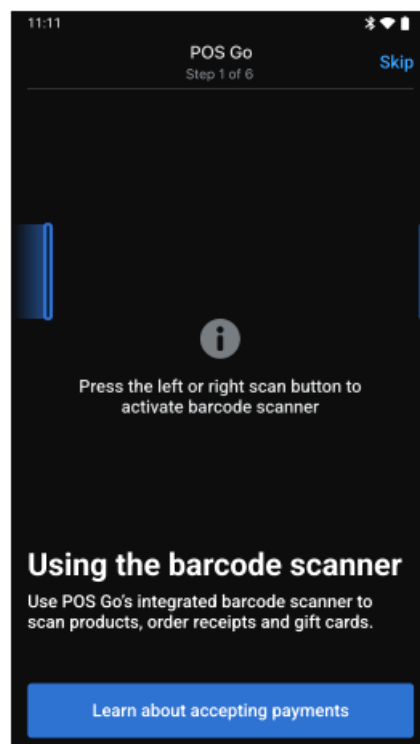 11:11
POS Go
Step 1 of 6
Skip
Press the left or right scan button to
activate barcode scanner
Using the barcode scanner
Use POS Go's integrated barcode scanner to
scan products, order receipts and gift cards.
Learn about accepting payments